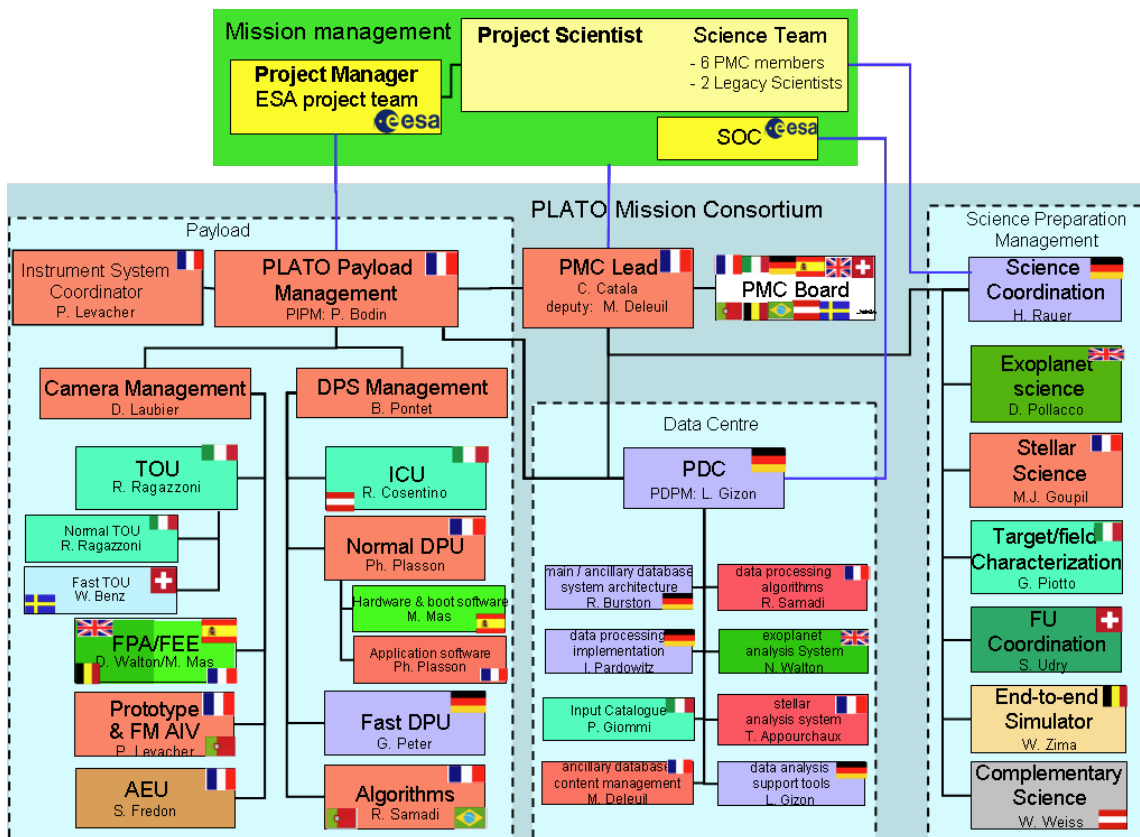 Mission management
Project Scientist
Science Team
- 6 PMC members
- 2 Legacy Scientists
Project Manager
ESA project team
esa
SOC
esa
PLATO Mission Consortium
Payload
Instrument System
Coordinator
P. Levacher
PLATO Payload
Management
PIPM: P. Bodin
PMC Lead
C. Catala
deputy: M. Deleuil
PMC Board
Camera Management
D. Laubier
DPS Management
B. Pontet
TOU
R. Ragazzoni
Normal TOU
R. Ragazzoni
Fast TOU
W. Benz
FPA/FEE
D. Walton/M. Mas
Prototype
& FM AIV
P. Levacher
AEU
S. Fredon
ICU
R. Cosentino
Normal DPU
Ph. Plasson
Hardware & boot software
M. Mas
Application software
Ph. Plasson
Fast DPU
G. Peter
Algorithms
R. Samadi
Data Centre
PDC
PDPM: L. Gizon
main / ancillary database
system architecture
R. Burston
data processing
algorithms
R. Samadi
data processing
implementation
I. Pardowitz
exoplanet
analysis System
N. Walton
Input Catalogue
P. Giommi
stellar
analysis system
T. Appourchaux
ancillary database
content management
M. Deleuil
data analysis
support tools
L. Gizon
Science Preparation
Management
Science
Coordination
H. Rauer
Exoplanet
science
D. Pollacco
Stellar
Science
M.J. Goupil
Target/field
Characterization
G. Piotto
FU
Coordination
S. Udry
End-to-end
Simulator
W. Zima
Complementary
Science
W. Weiss